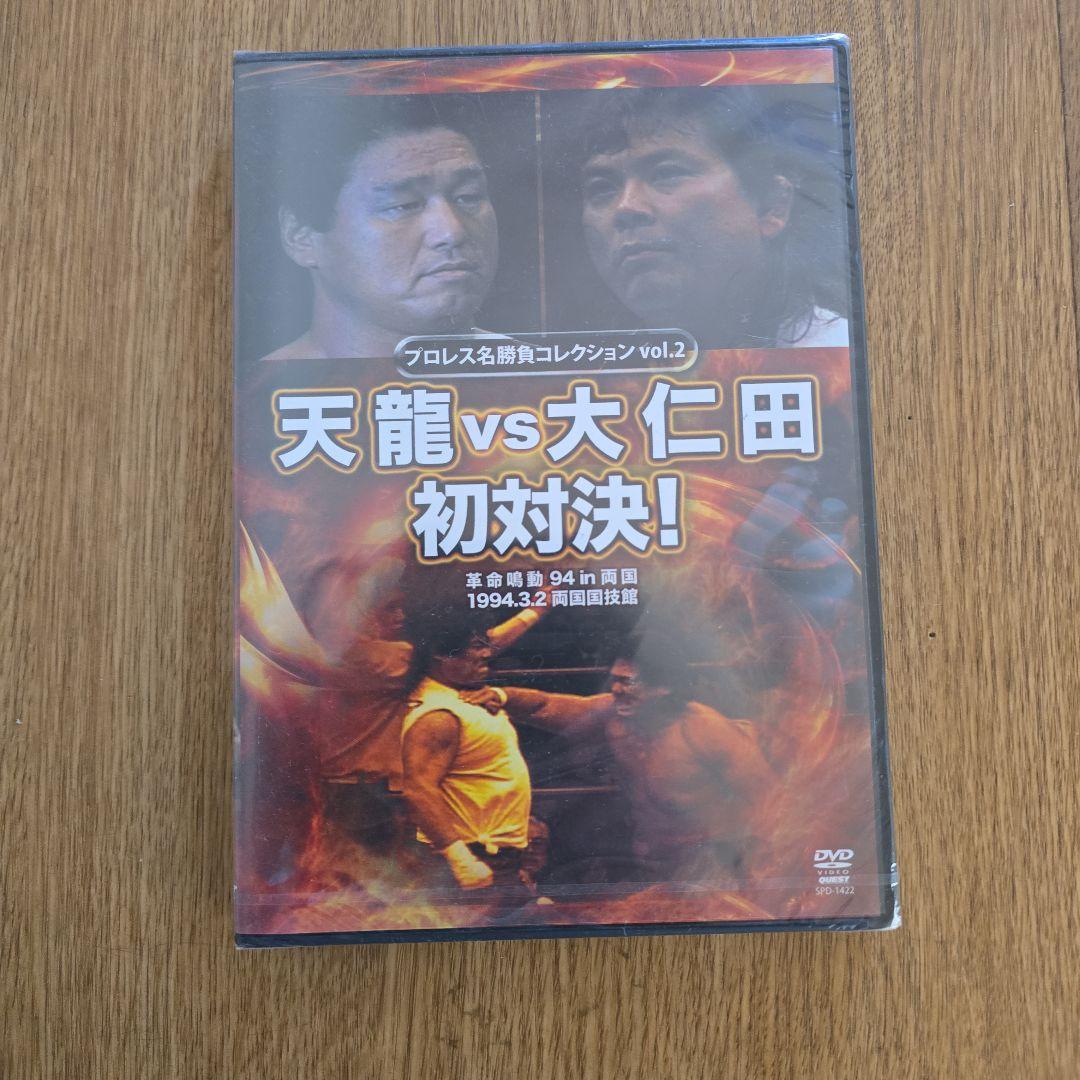 プロレス名勝負コレクション vol.2
天龍vs大仁田
初対決!
革命鳴動 94 in 両国
1994.3.2 両国国技館
DVD
VIDEO
QUEST
SPD-1422